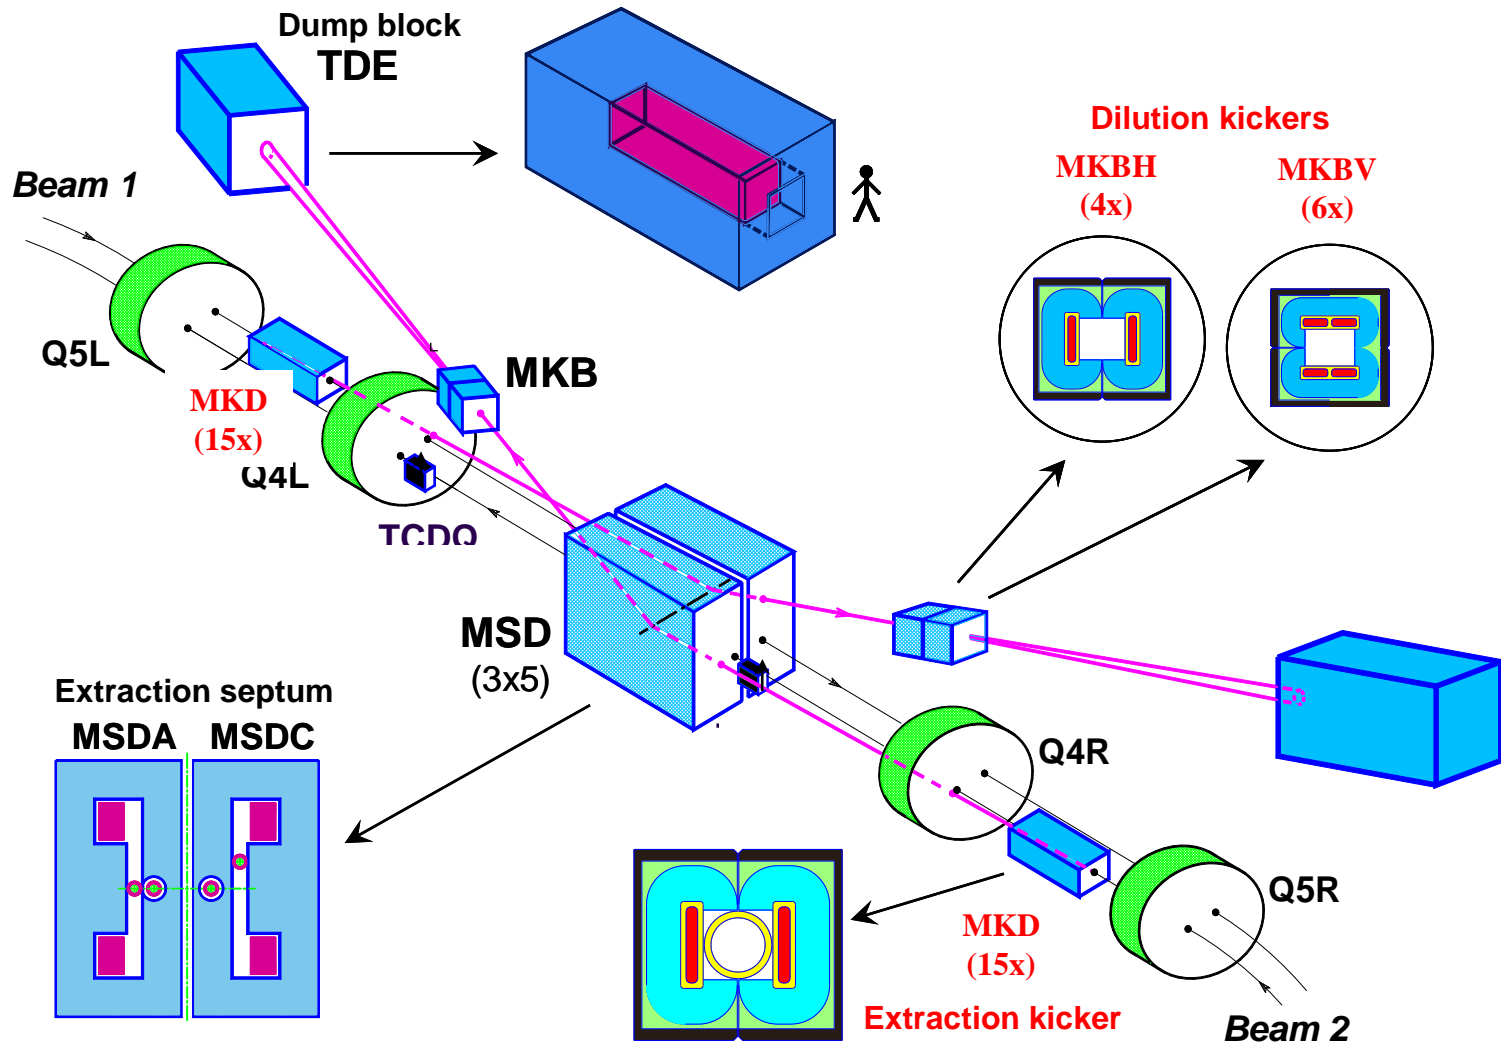 Dump block
TDE
Beam 1
Dilution kickers
MKBH
(4x)
MKBV
(6x)
Q5L
MKB
MKD
(15x)
Q4L
TCDQ
MSD
(3x5)
Extraction septum
MSDA
MSDC
Q4R
Q5R
MKD
(15x)
Extraction kicker
Beam 2